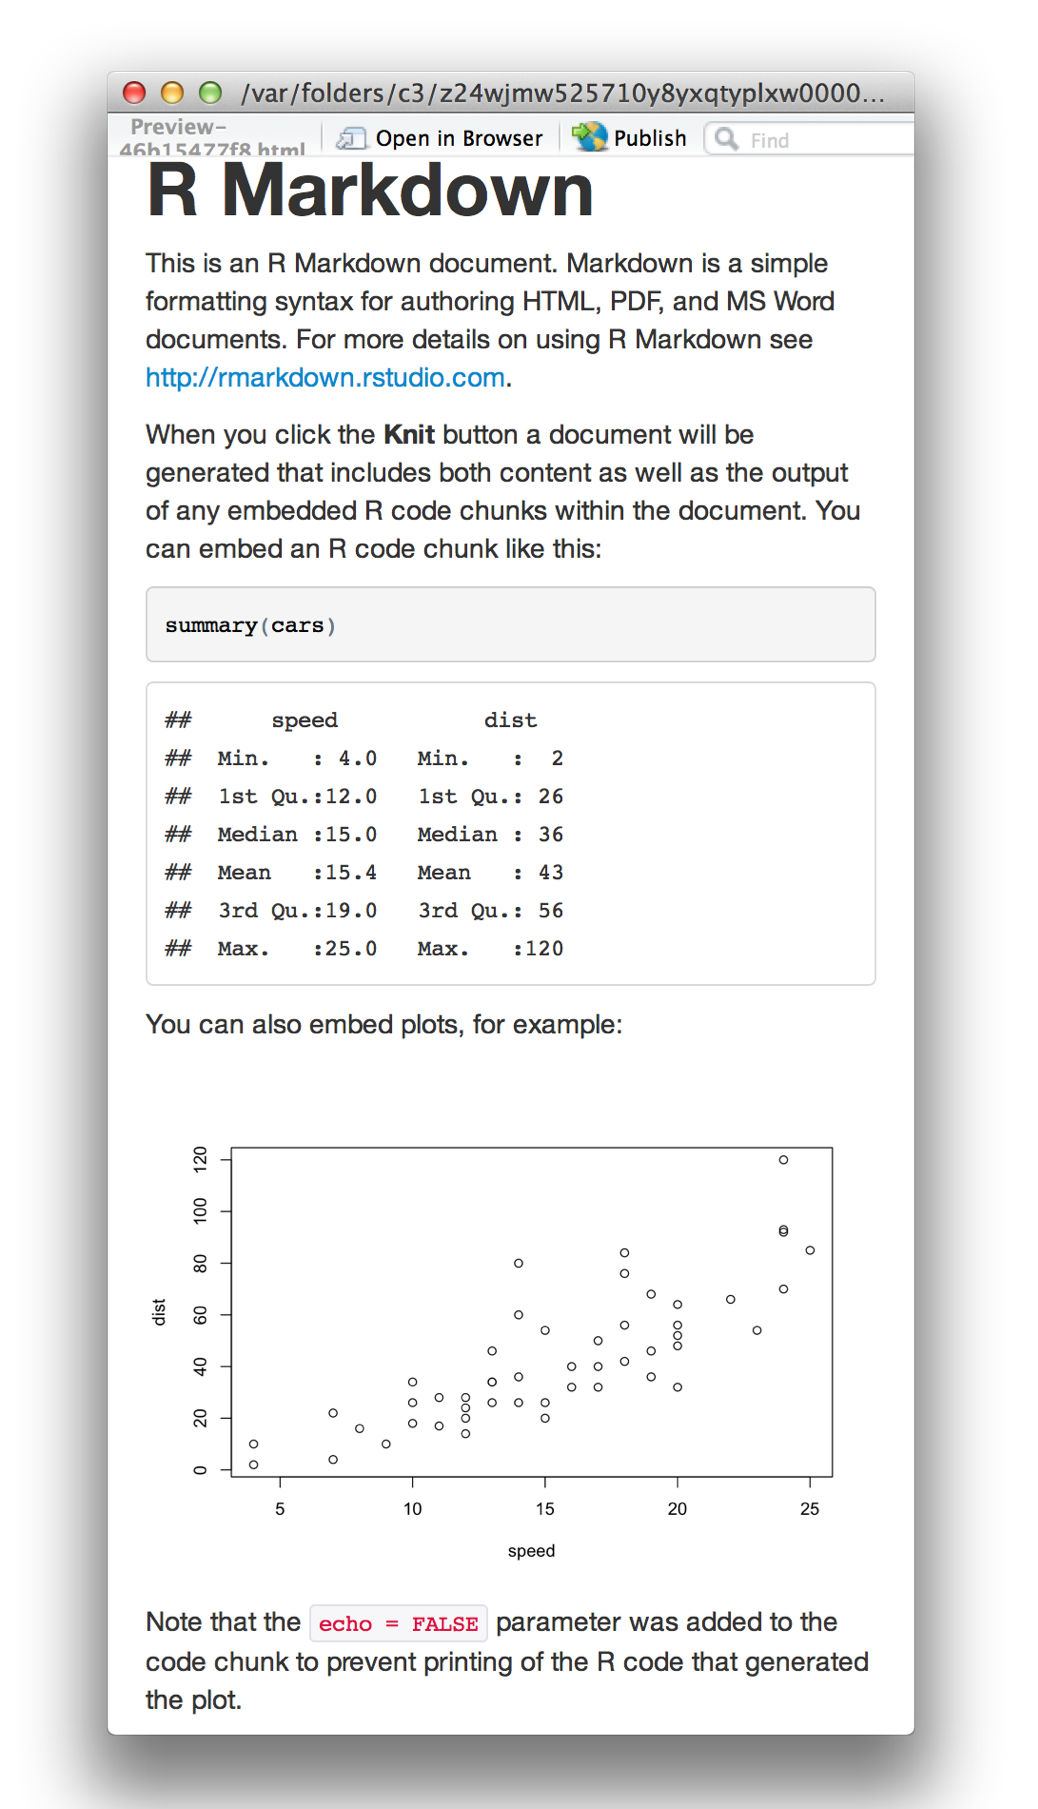 /var/folders/c3/z24wjmw525710y8yxqtyplxw0000...
Preview-
46b15477f8.html
Open in Browser
Publish
Find
R Markdown
This is an R Markdown document. Markdown is a simple
formatting syntax for authoring HTML, PDF, and MS Word
documents. For more details on using R Markdown see
http://rmarkdown.rstudio.com.
When you click the Knit button a document will be
generated that includes both content as well as the output
of any embedded R code chunks within the document. You
can embed an R code chunk like this:
summary(cars)
##      speed           dist
##  Min.   : 4.0   Min.   :  2
##  1st Qu.:12.0   1st Qu.: 26
##  Median :15.0   Median : 36
##  Mean   :15.4   Mean   : 43
##  3rd Qu.:19.0   3rd Qu.: 56
##  Max.   :25.0   Max.   :120
You can also embed plots, for example:
120
100
80
60
40
20
0
dist
5 10 15 20 25
speed
Note that the echo = FALSE parameter was added to the
code chunk to prevent printing of the R code that generated
the plot.